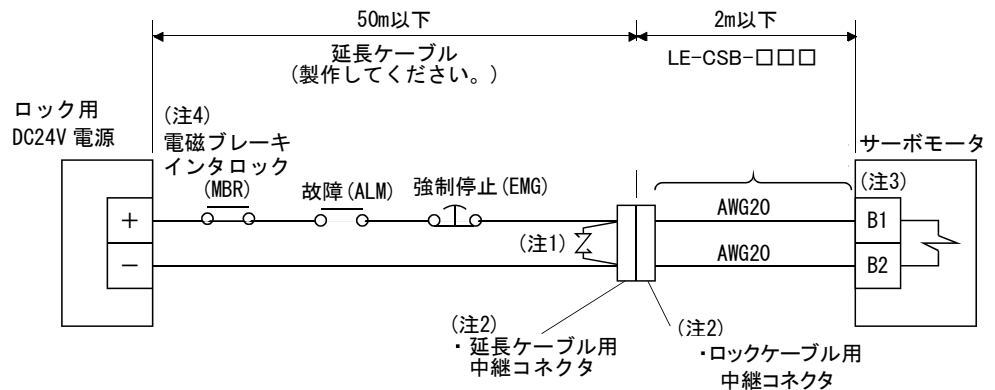 50m以下
2m以下
延長ケーブル
(製作してください。)
LE-CSB-□□□
ロック用
DC24V 電源
(注4)
電磁ブレーキ
インタロック
(MBR)
故障(ALM)
強制停止(EMG)
サーボモータ
(注3)
+
AWG20
B1
(注1)
−
AWG20
B2
(注2)
・延長ケーブル用
中継コネクタ
(注2)
・ロックケーブル用
中継コネクタ